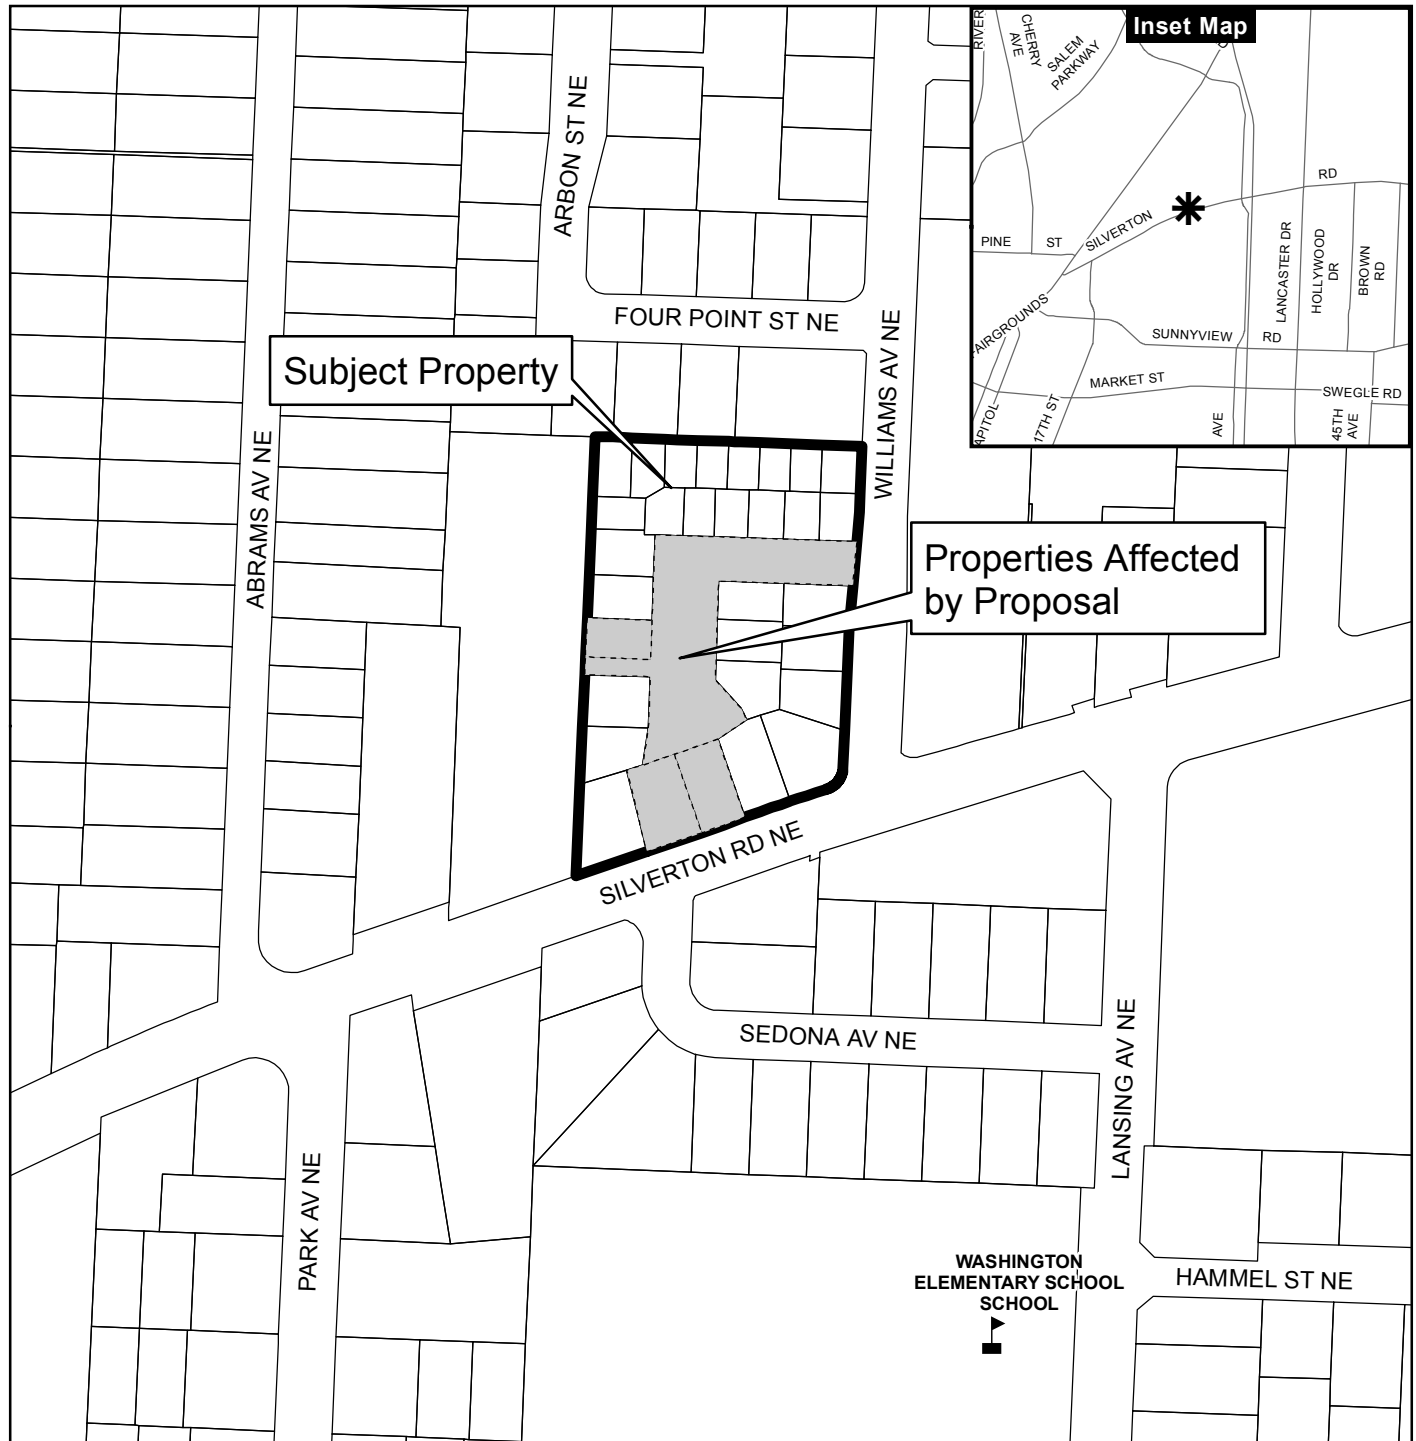 Inset Map
RIVER
CHERRY
AVE
SALEM
PARKWAY
RD
SILVERTON
PINE ST
LANCASTER DR
HOLLYWOOD
DR
BROWN
RD
SUNNYVIEW RD
MARKET ST
SWEGLE RD
17TH ST
AVE
45TH
AVE
ARBON ST NE
FOUR POINT ST NE
WILLIAMS AV NE
Subject Property
ABRAMS AV NE
Properties Affected
by Proposal
SILVERTON RD NE
SEDONA AV NE
LANSING AV NE
PARK AV NE
WASHINGTON
ELEMENTARY SCHOOL
SCHOOL
HAMMEL ST NE